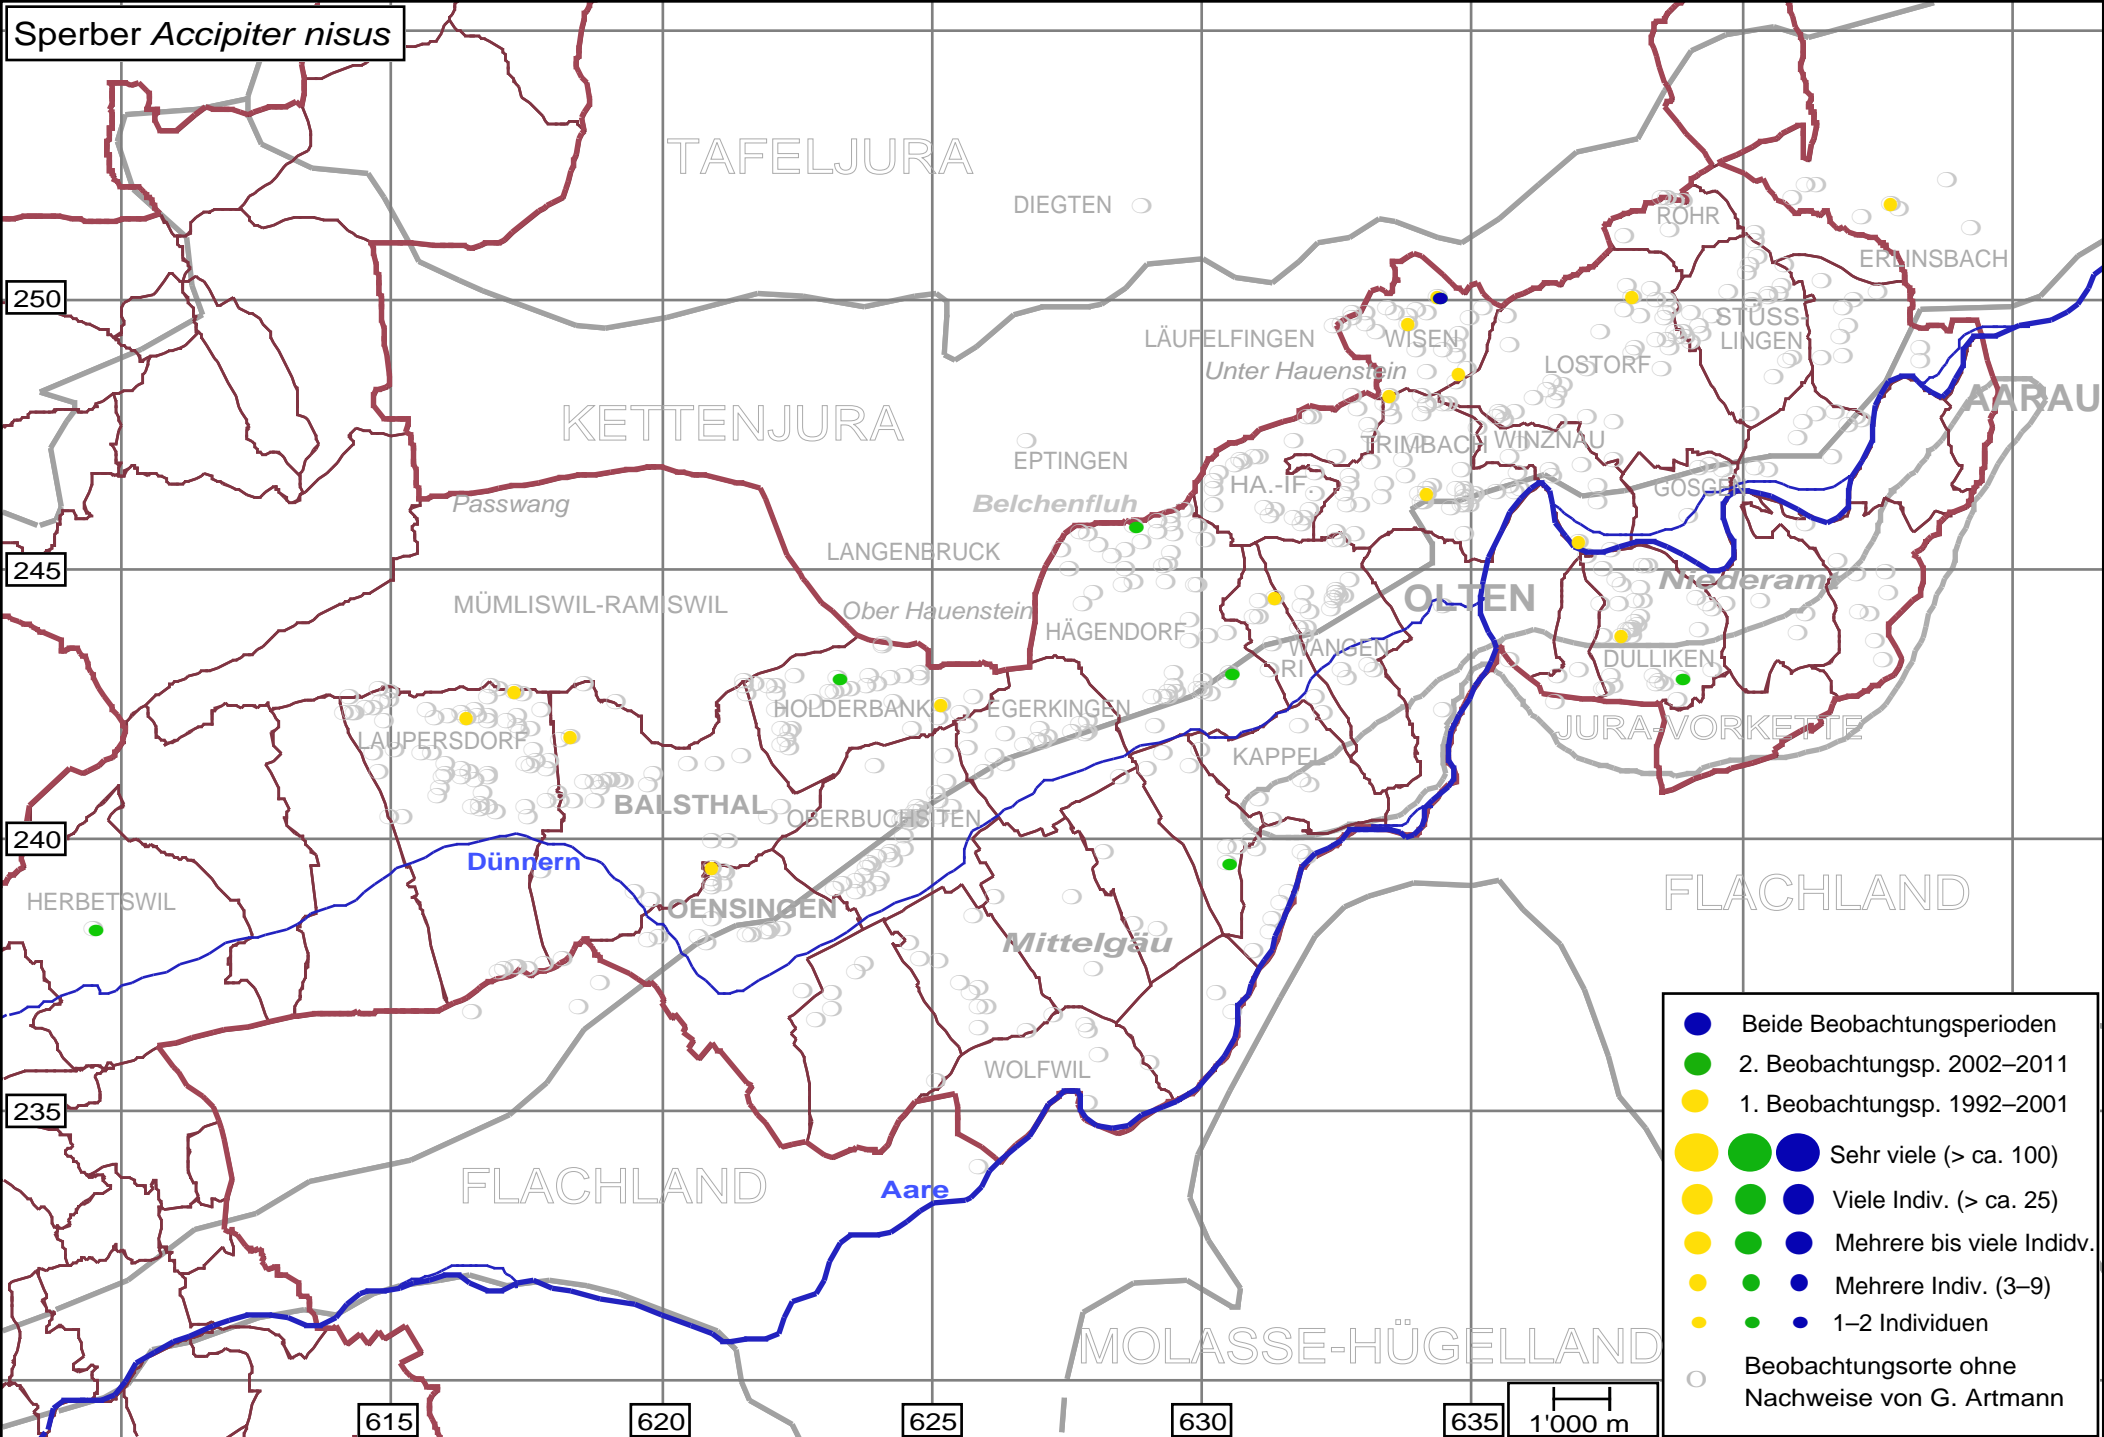 Sperber Accipiter nisus
TAFELJURA
DIEGTEN
ROHR
ERLINSBACH
250
LÄUFELFINGEN
WISEN
STÜSS-
LINGEN
Unter Hauenstein
LOSTORF
AARAU
KETTENJURA
EPTINGEN
TRIMBACH
WINZNAU
Passwang
Belchenfluh
HA.-IF.
GÖSGEN
LANGENBRUCK
245
Niederamt
MÜMLISWIL-RAMISWIL
Ober Hauenstein
OLTEN
HÄGENDORF
WANGEN
RI
DULLIKEN
HOLDERBANK
EGERKINGEN
LAUPERSDORF
JURA-VORKETTE
KAPPEL
BALSTHAL
OBERBUCHSITEN
240
Dünnern
HERBETSWIL
OENSINGEN
FLACHLAND
Mittelgäu
WOLFWIL
235
FLACHLAND
Aare
MOLASSE-HÜGELLAND
Beide Beobachtungsperioden
2. Beobachtungsp. 2002–2011
1. Beobachtungsp. 1992–2001
Sehr viele (> ca. 100)
Viele Indiv. (> ca. 25)
Mehrere bis viele Indidv.
Mehrere Indiv. (3–9)
1–2 Individuen
Beobachtungsorte ohne
Nachweise von G. Artmann
615
620
625
630
635
1'000 m